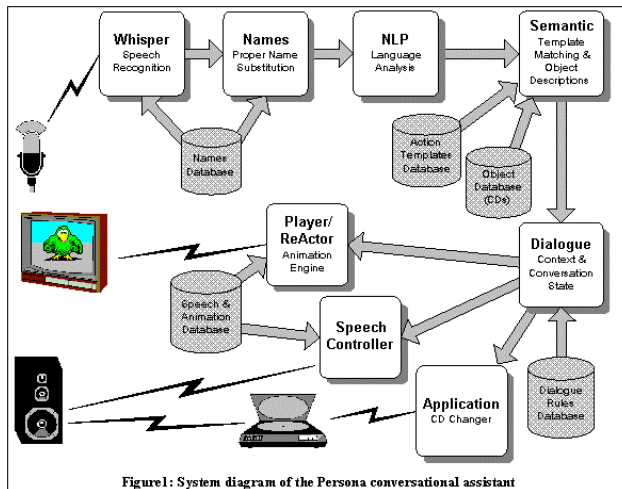 Whisper
Speech
Recognition
Names
Proper Name
Substitution
NLP
Language
Analysis
Semantic
Template
Matching &
Object
Descriptions
Names
Database
Action
Templates
Database
Object
Database
(CDs)
Player/
ReActor
Animation
Engine
Dialogue
Context &
Conversation
State
Speech &
Animation
Database
Speech
Controller
Application
CD Changer
Dialogue
Rules
Database
Figure1: System diagram of the Persona conversational assistant